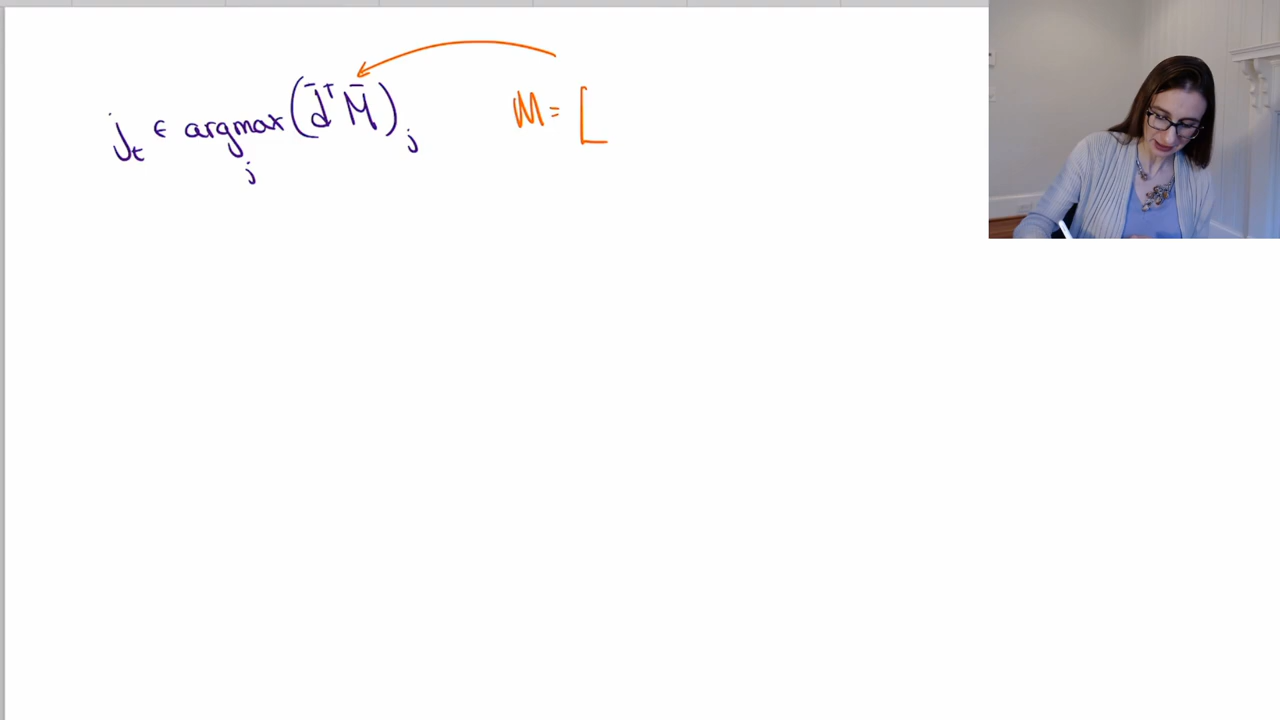 j_t ∈ argmax_j (d̄ᵀ M̄)_j M = [